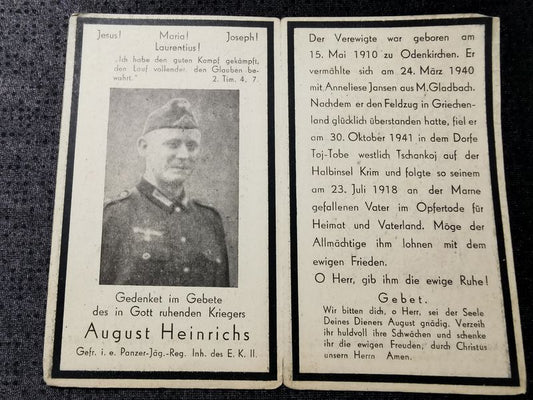 Jesus! Maria! Joseph!
Laurentius!
„Ich habe den guten Kampf gekämpft,
den Lauf vollendet, den Glauben be-
wahrt." 2. Tim. 4, 7.
Gedenket im Gebete
des in Gott ruhenden Kriegers
August Heinrichs
Gefr. i. e. Panzer-Jäg.-Reg. Inh. des E. K. II.
Der Verewigte war geboren am
15. Mai 1910 zu Odenkirchen. Er
vermählte sich am 24. März 1940
mit Anneliese Jansen aus M.Gladbach.
Nachdem er den Feldzug in Griechen-
land glücklich überstanden hatte, fiel er
am 30. Oktober 1941 in dem Dorfe
Toj-Tobe westlich Tschankoj auf der
Halbinsel Krim und folgte so seinem
am 23. Juli 1918 an der Marne
gefallenen Vater im Opfertode für
Heimat und Vaterland. Möge der
Allmächtige ihm lohnen mit dem
ewigen Frieden.
O Herr, gib ihm die ewige Ruhe!
Gebet.
Wir bitten dich, o Herr, sei der Seele
Deines Dieners August gnädig. Verzeih
ihr huldvoll ihre Schwächen und schenke
ihr die ewigen Freuden, durch Christus
unsern Herrn Amen.